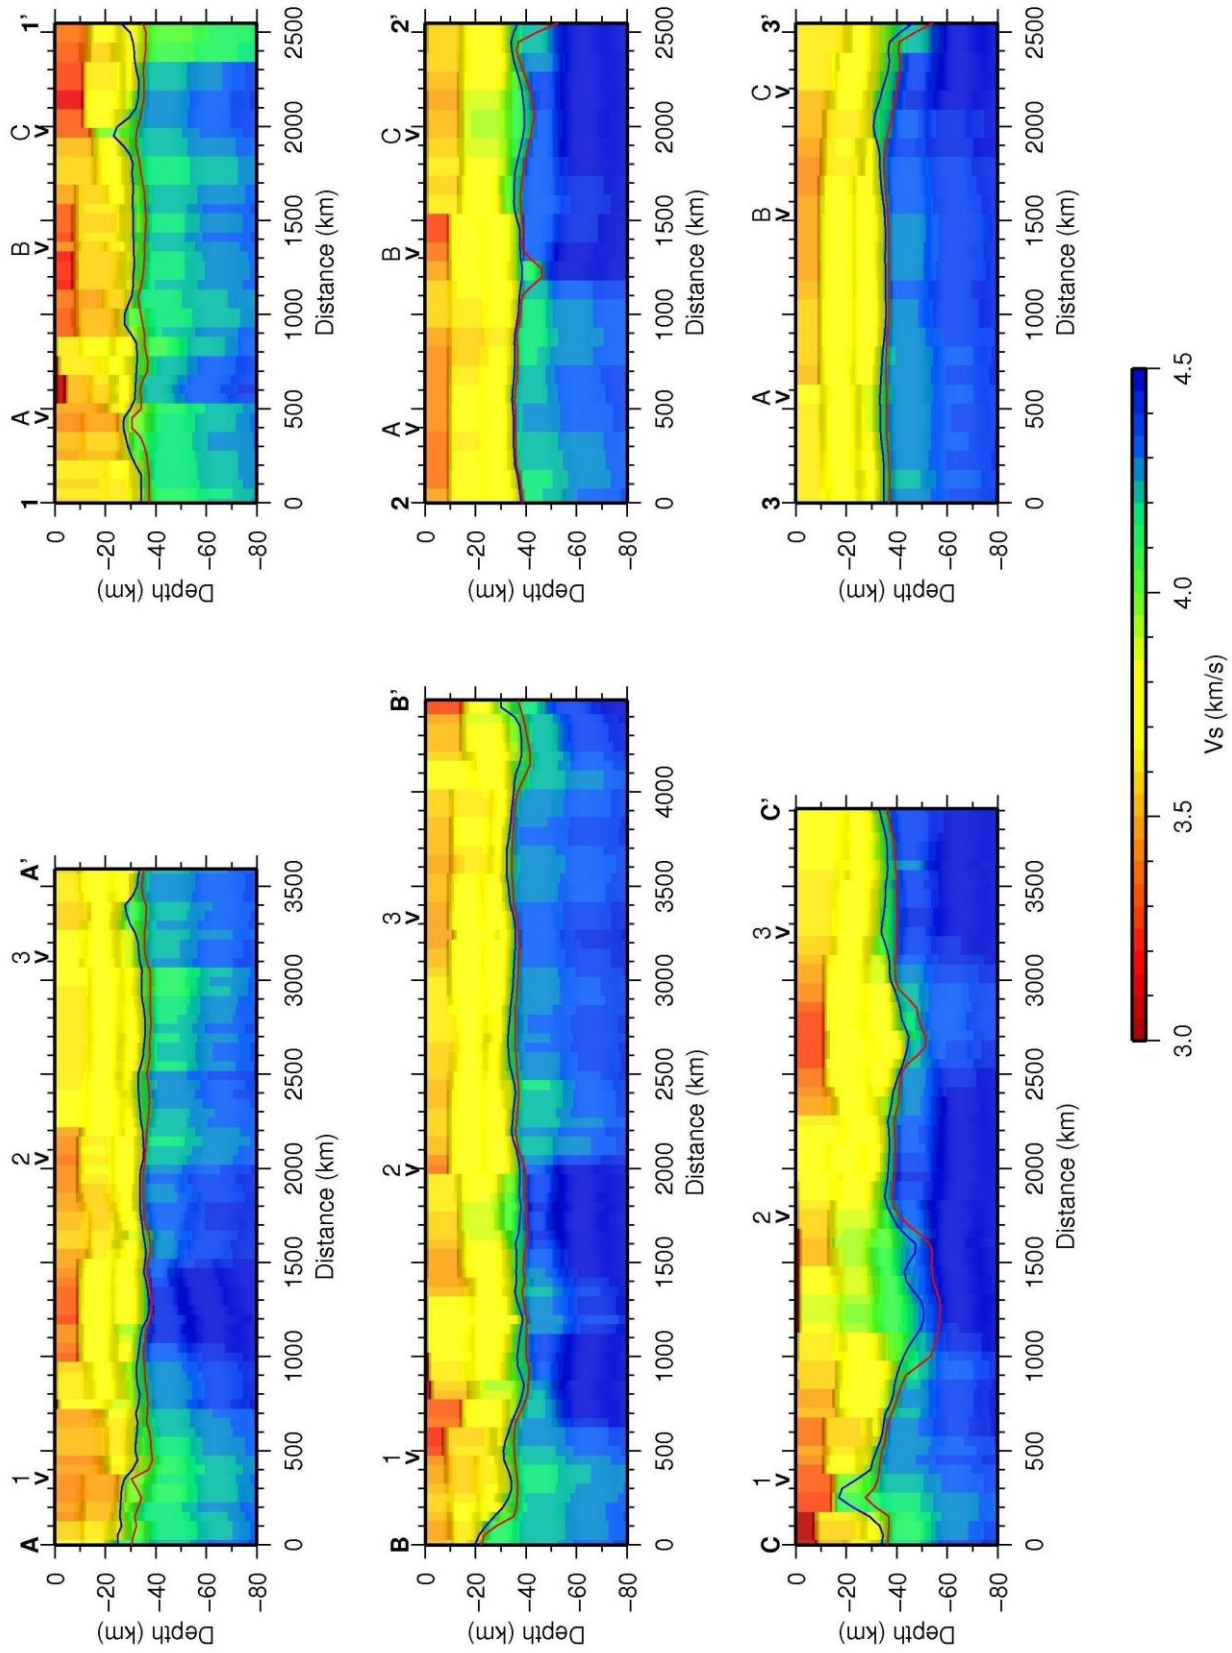 A 1 2 3 A'
0
−20
−40
−60
−80
Depth (km)
0 500 1000 1500 2000 2500 3000 3500
Distance (km)
1 A B C 1'
0
−20
−40
−60
−80
Depth (km)
0 500 1000 1500 2000 2500
Distance (km)
B 1 2 3 B'
0
−20
−40
−60
−80
Depth (km)
0 500 1000 1500 2000 2500 3000 3500 4000
Distance (km)
2 A B C 2'
0
−20
−40
−60
−80
Depth (km)
0 500 1000 1500 2000 2500
Distance (km)
C 1 2 3 C'
0
−20
−40
−60
−80
Depth (km)
0 500 1000 1500 2000 2500 3000 3500
Distance (km)
3 A B C 3'
0
−20
−40
−60
−80
Depth (km)
0 500 1000 1500 2000 2500
Distance (km)
3.0 3.5 4.0 4.5
Vs (km/s)